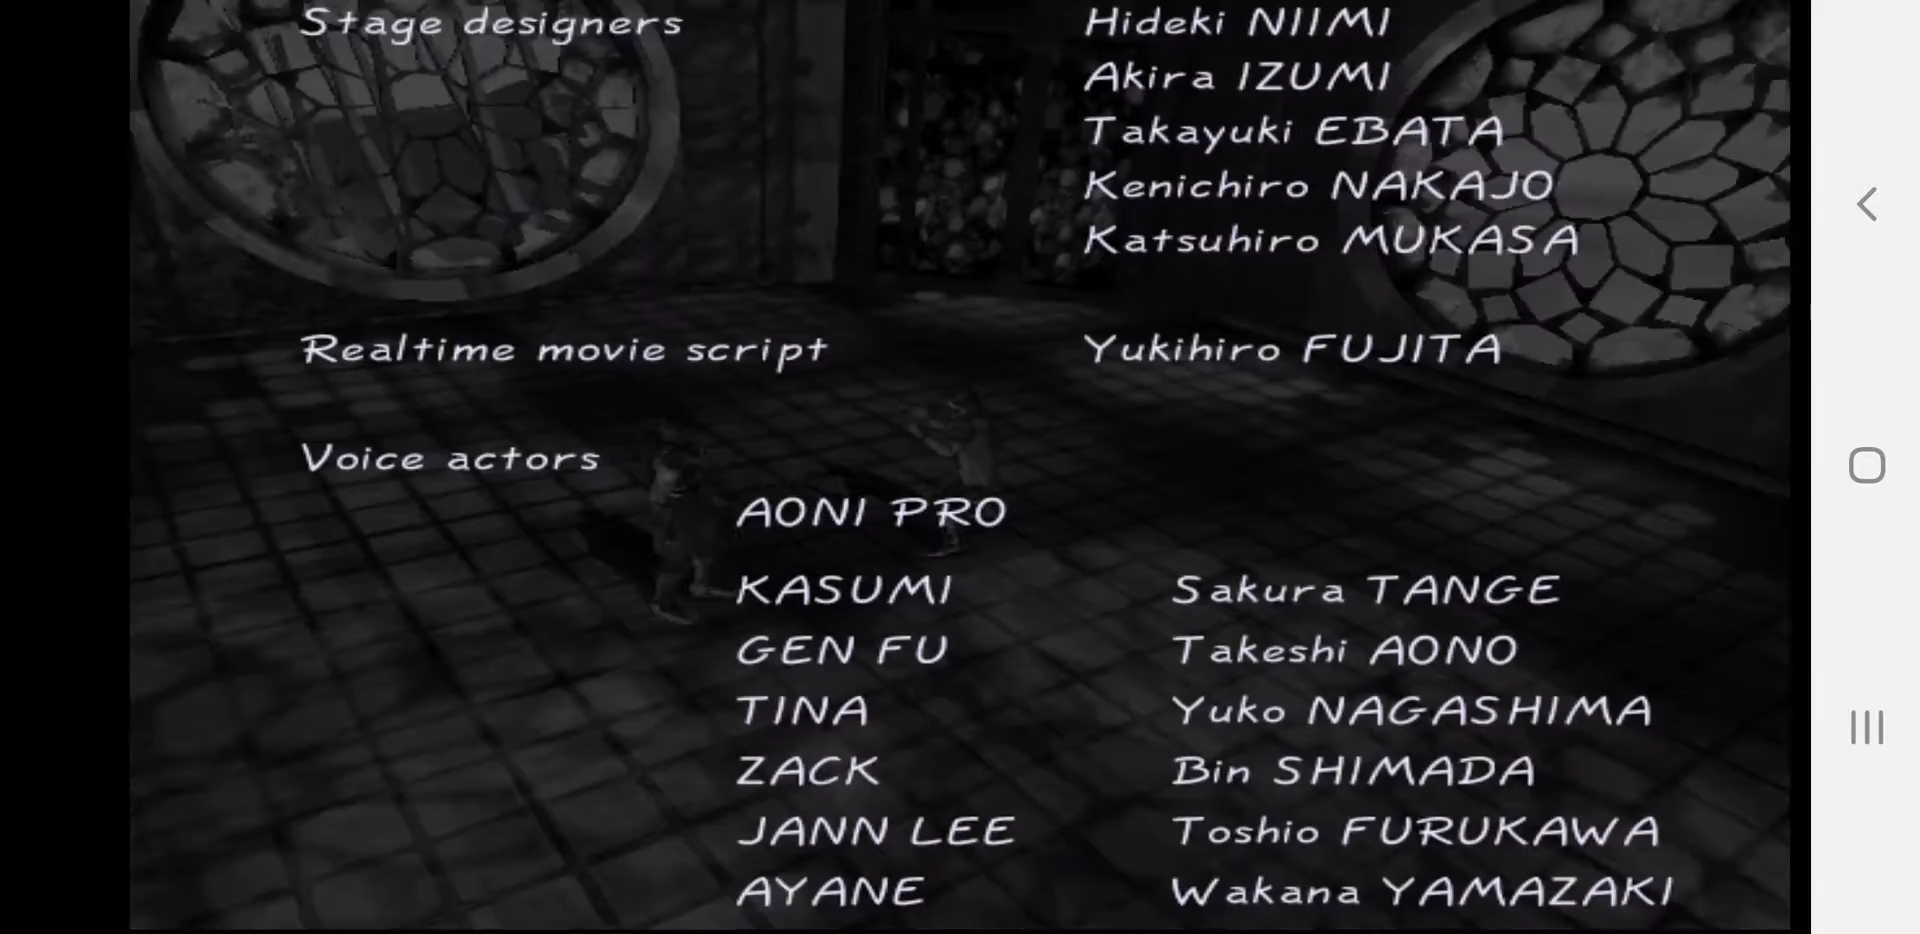 Stage designers Hideki NIIMI
Akira IZUMI
Takayuki EBATA
Kenichiro NAKAJO
Katsuhiro MUKASA
Realtime movie script Yukihiro FUJITA
Voice actors
AONI PRO
KASUMI Sakura TANGE
GEN FU Takeshi AONO
TINA Yuko NAGASHIMA
ZACK Bin SHIMADA
JANN LEE Toshio FURUKAWA
AYANE Wakana YAMAZAKI